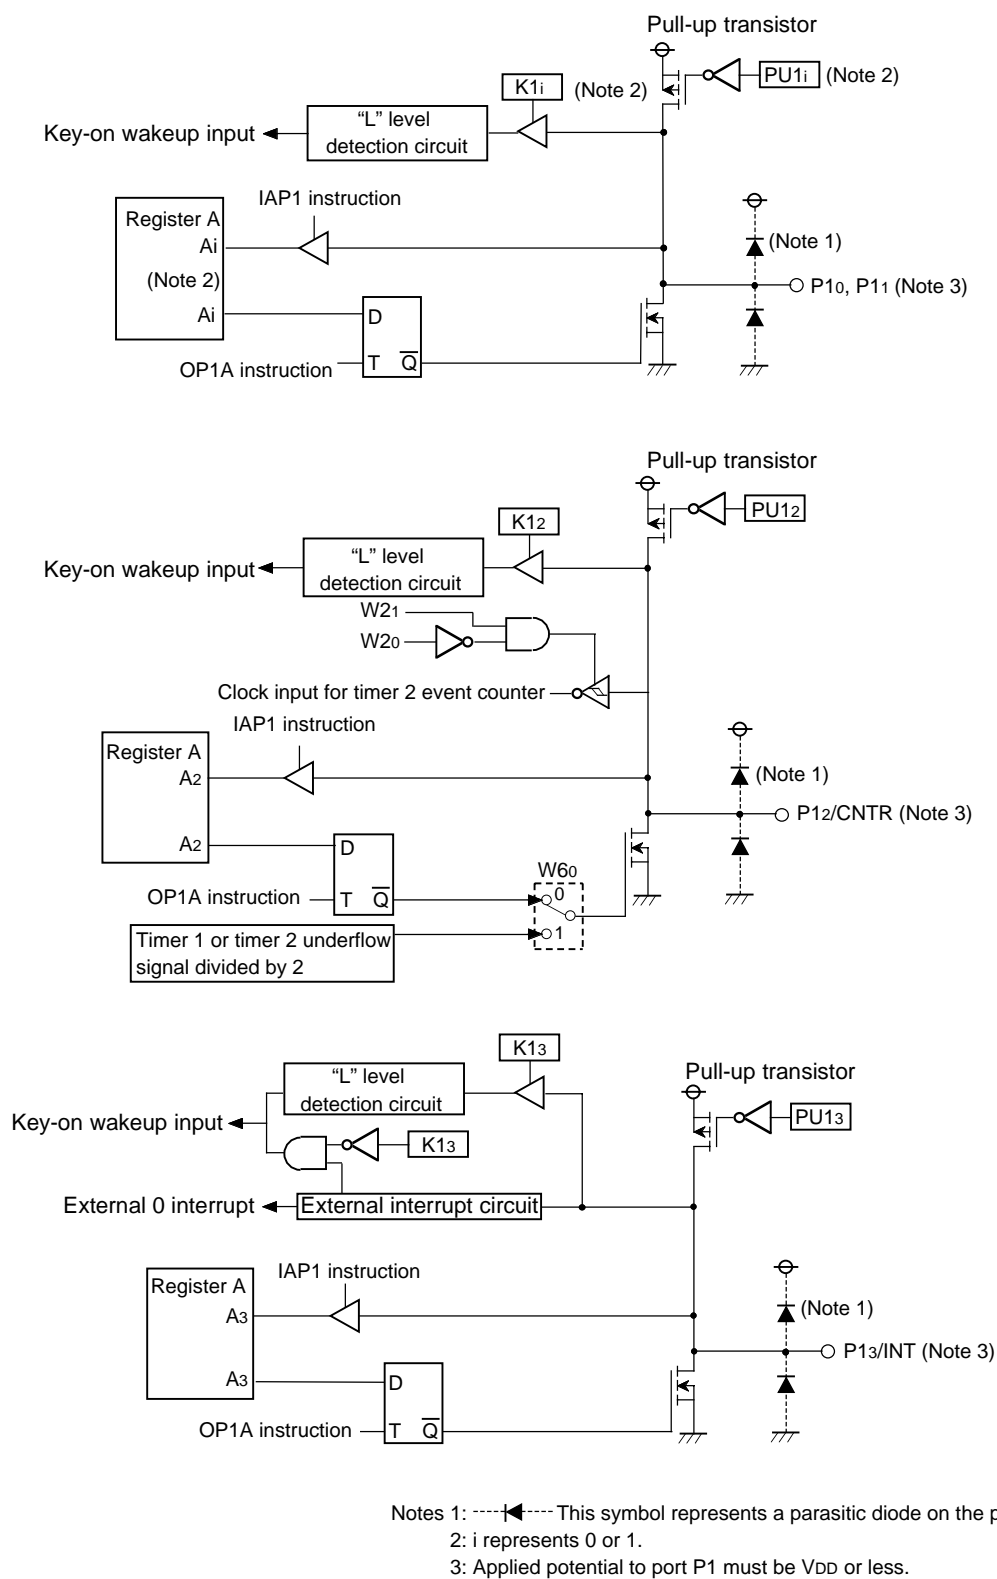 Pull-up transistor
K1i (Note 2) PU1i (Note 2)
Key-on wakeup input
“L” level
detection circuit
IAP1 instruction
Register A
Ai
(Note 2)
Ai
D
T Q
OP1A instruction
(Note 1)
P10, P11 (Note 3)
Pull-up transistor
K12
PU12
Key-on wakeup input
“L” level
detection circuit
W21
W20
Clock input for timer 2 event counter
IAP1 instruction
Register A
A2
A2
D
T Q
OP1A instruction
W60
0
1
Timer 1 or timer 2 underflow
signal divided by 2
(Note 1)
P12/CNTR (Note 3)
K13
Pull-up transistor
“L” level
detection circuit
PU13
Key-on wakeup input
K13
External 0 interrupt
External interrupt circuit
IAP1 instruction
Register A
A3
A3
D
T Q
OP1A instruction
(Note 1)
P13/INT (Note 3)
Notes 1: This symbol represents a parasitic diode on the
2: i represents 0 or 1.
3: Applied potential to port P1 must be VDD or less.